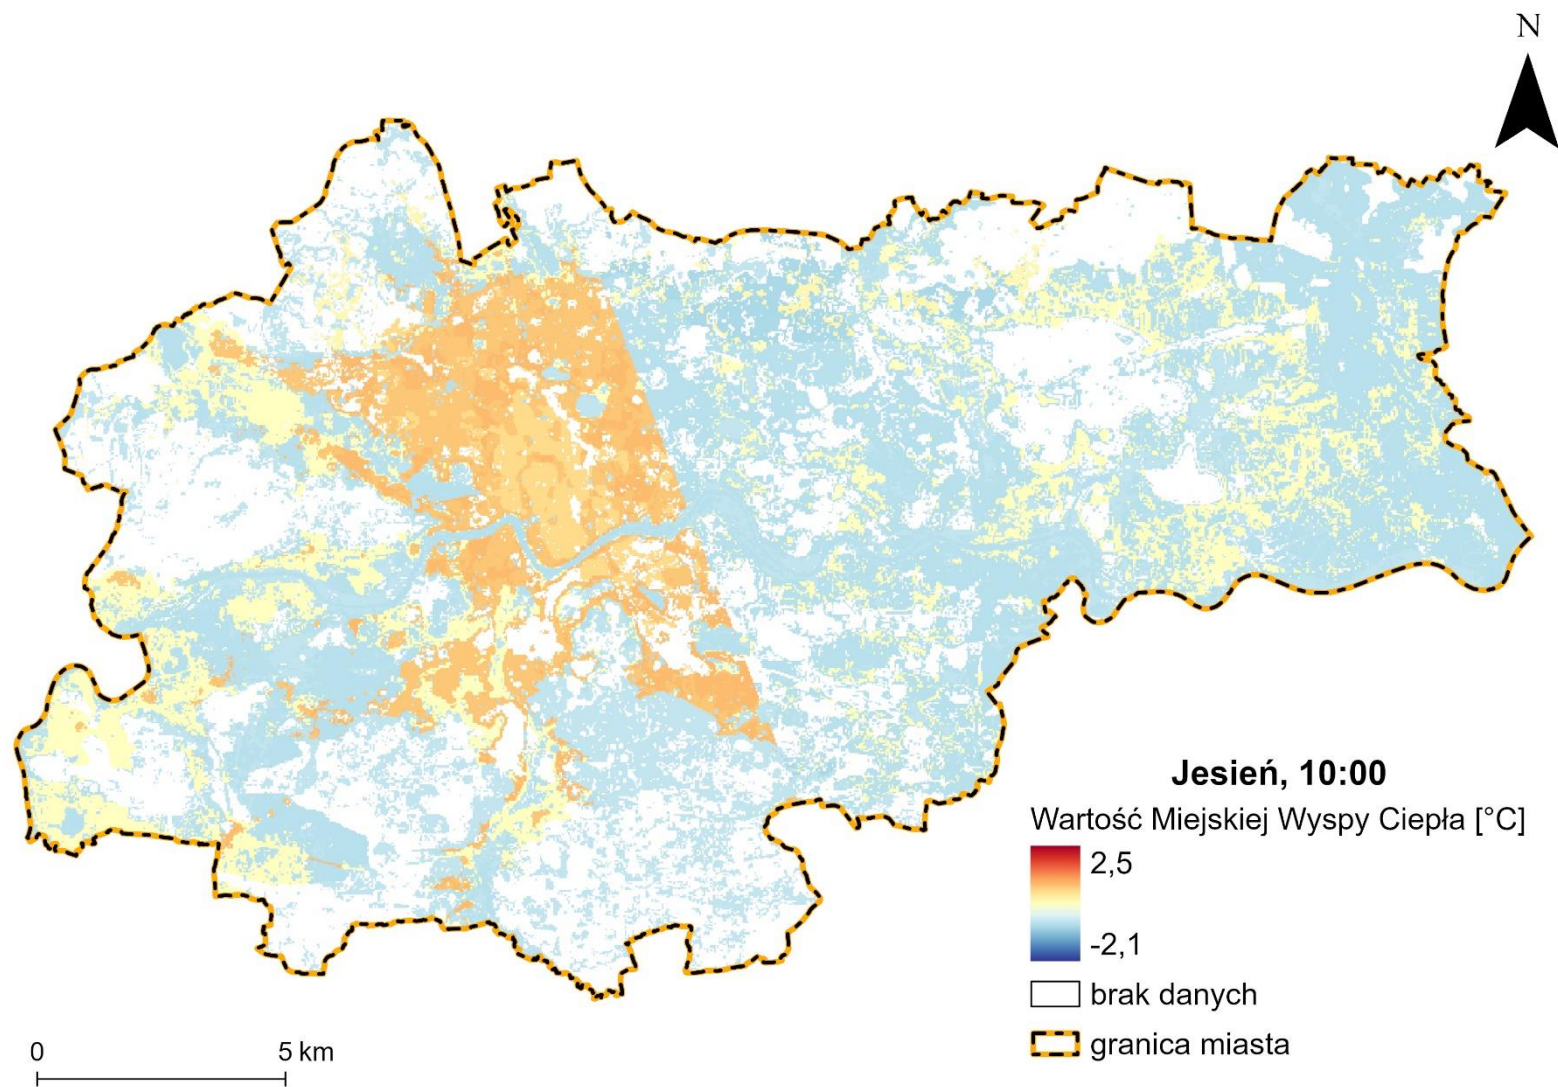 N
Jesień, 10:00
Wartość Miejskiej Wyspy Ciepła [°C]
2,5
-2,1
brak danych
granica miasta
0 5 km